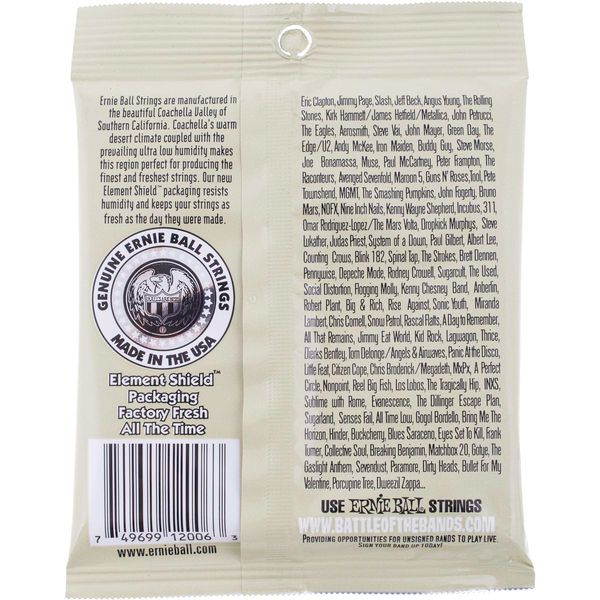 Ernie Ball Strings are manufactured in
the beautiful Coachella Valley of
Southern California. Coachella's warm
desert climate coupled with the
prevailing ultra low humidity makes
this region perfect for producing the
finest and freshest strings. Our new
Element Shield™ packaging resists
humidity and keeps your strings as
fresh as the day they were made.
GENUINE ERNIE BALL STRINGS
MADE IN THE USA
Element Shield™
Packaging
Factory Fresh
All The Time
7 49699 12006 3
www.ernieball.com
Eric Clapton, Jimmy Page, Slash, Jeff Beck, Angus Young, The Rolling
Stones, Kirk Hammett/James Hetfield/Metallica, John Petrucci,
The Eagles, Aerosmith, Steve Vai, John Mayer, Green Day, The
Edge/U2, Andy McKee, Iron Maiden, Buddy Guy, Steve Morse,
Joe Bonamassa, Muse, Paul McCartney, Peter Frampton, The
Raconteurs, Avenged Sevenfold, Maroon 5, Guns N' Roses,Tool, Pete
Townshend, MGMT, The Smashing Pumpkins, John Fogerty, Bruno
Mars, NOFX, Nine Inch Nails, Kenny Wayne Shepherd, Incubus, 311,
Omar Rodriguez-Lopez/The Mars Volta, Dropkick Murphys, Steve
Lukather, Judas Priest, System of a Down, Paul Gilbert, Albert Lee,
Counting Crows, Blink 182, Spinal Tap, The Strokes, Brett Dennen,
Pennywise, Depeche Mode, Rodney Crowell, Sugarcult, The Used,
Social Distortion, Flogging Molly, Kenny Chesney Band, Anberlin,
Robert Plant, Big & Rich, Rise Against, Sonic Youth, Miranda
Lambert, Chris Cornell, Snow Patrol, Rascal Flatts, A Day to Remember,
All That Remains, Jimmy Eat World, Kid Rock, Lagwagon, Thrice,
Dierks Bentley, Tom Delonge/Angels & Airwaves, Panic At the Disco,
Little Feat, Citizen Cope, Chris Broderick/Megadeth, MxPx, A Perfect
Circle, Nonpoint, Reel Big Fish, Los Lobos, The Tragically Hip, INXS,
Sublime with Rome, Evanescence, The Dillinger Escape Plan,
Sugarland, Senses Fail, All Time Low, Gogol Bordello, Bring Me The
Horizon, Hinder, Buckcherry, Blues Saraceno, Eyes Set To Kill, Frank
Turner, Collective Soul, Breaking Benjamin, Matchbox 20, Gotye, The
Gaslight Anthem, Sevendust, Paramore, Dirty Heads, Bullet For My
Valentine, Porcupine Tree, Dweezil Zappa...
USE ERNIE BALL STRINGS
WWW.BATTLEOFTHEBANDS.COM
PROVIDING OPPORTUNITIES FOR UNSIGNED BANDS TO PLAY LIVE.
SIGN YOUR BAND UP TODAY!